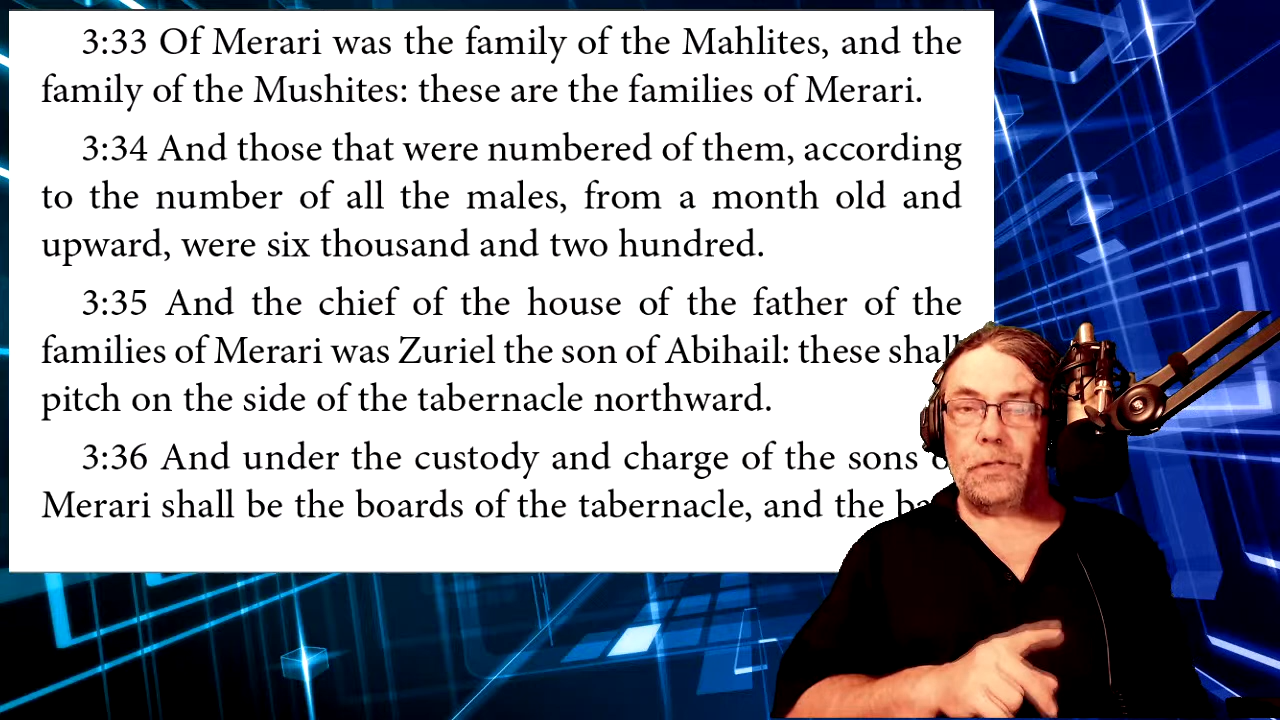 3:33 Of Merari was the family of the Mahlites, and the
family of the Mushites: these are the families of Merari.
3:34 And those that were numbered of them, according
to the number of all the males, from a month old and
upward, were six thousand and two hundred.
3:35 And the chief of the house of the father of the
families of Merari was Zuriel the son of Abihail: these shall
pitch on the side of the tabernacle northward.
3:36 And under the custody and charge of the sons
Merari shall be the boards of the tabernacle, and the